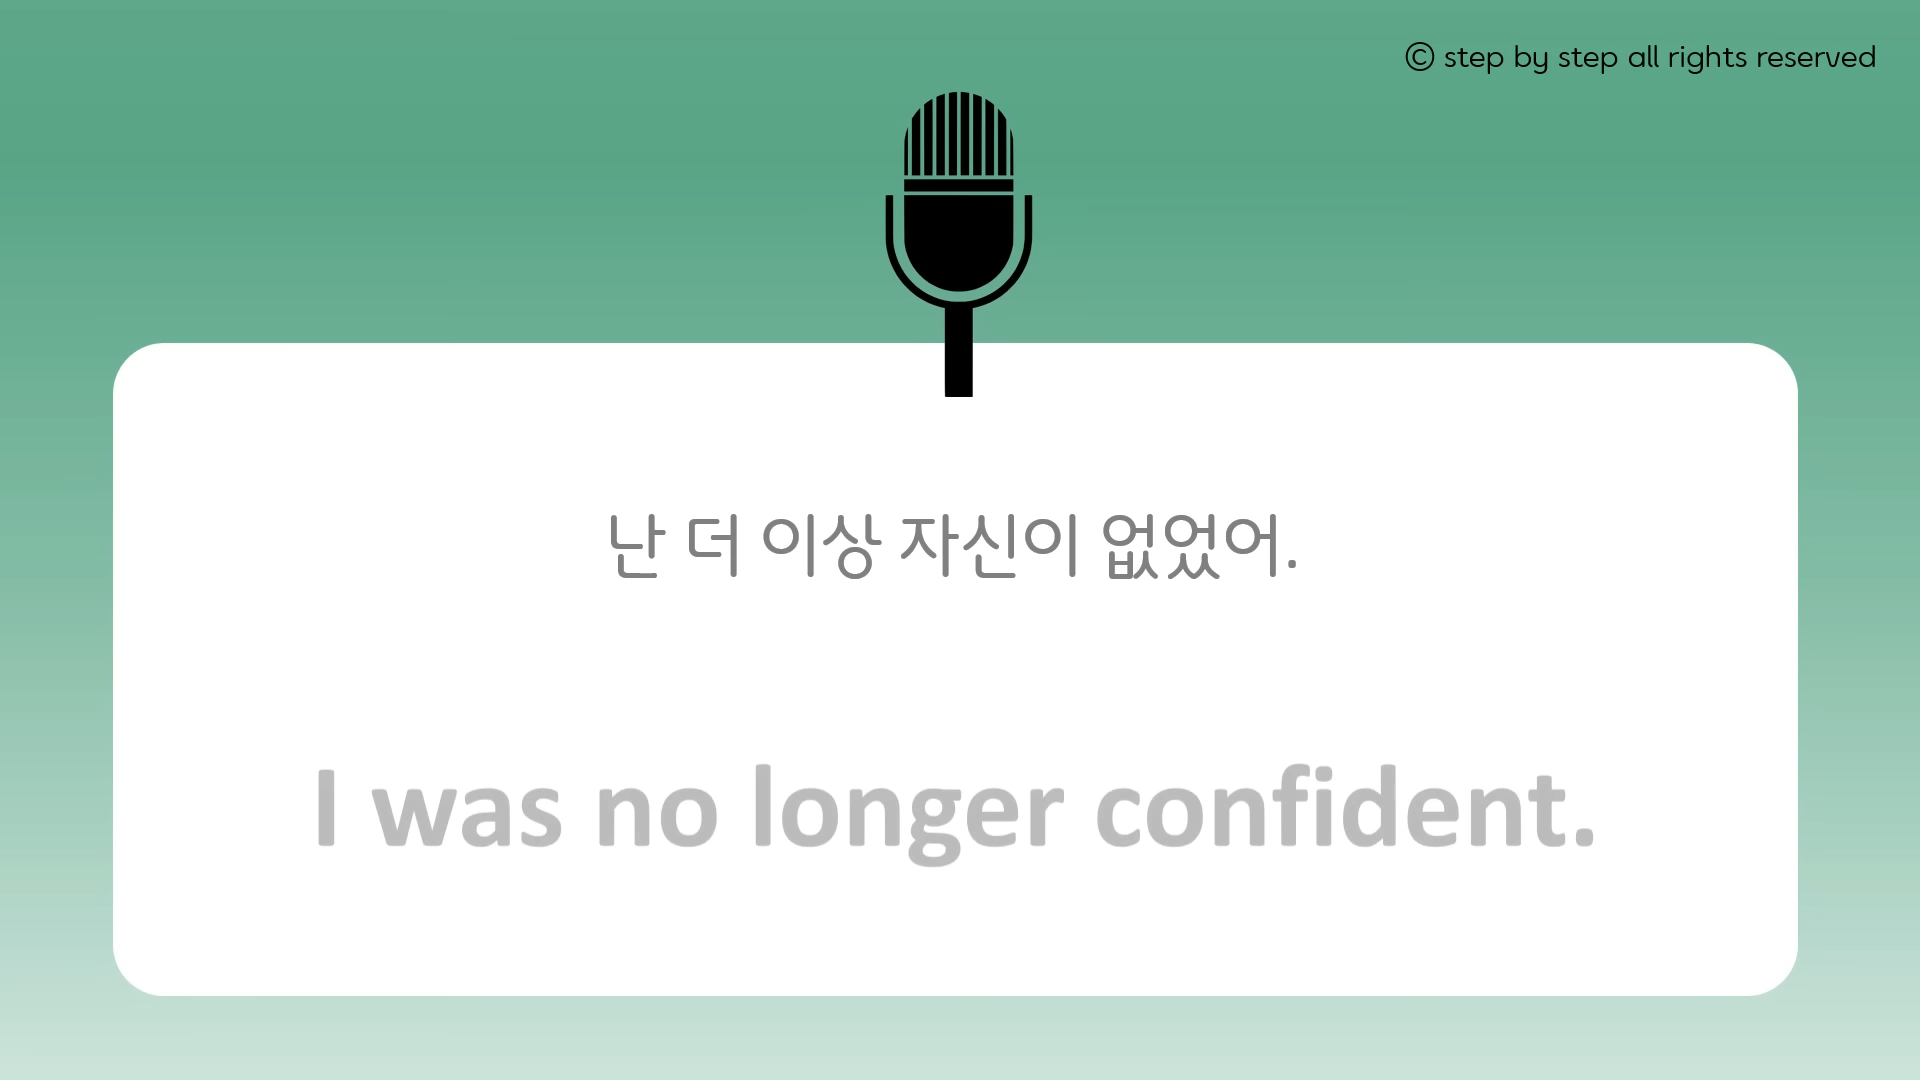 © step by step all rights reserved
난 더 이상 자신이 없었어.
I was no longer confident.